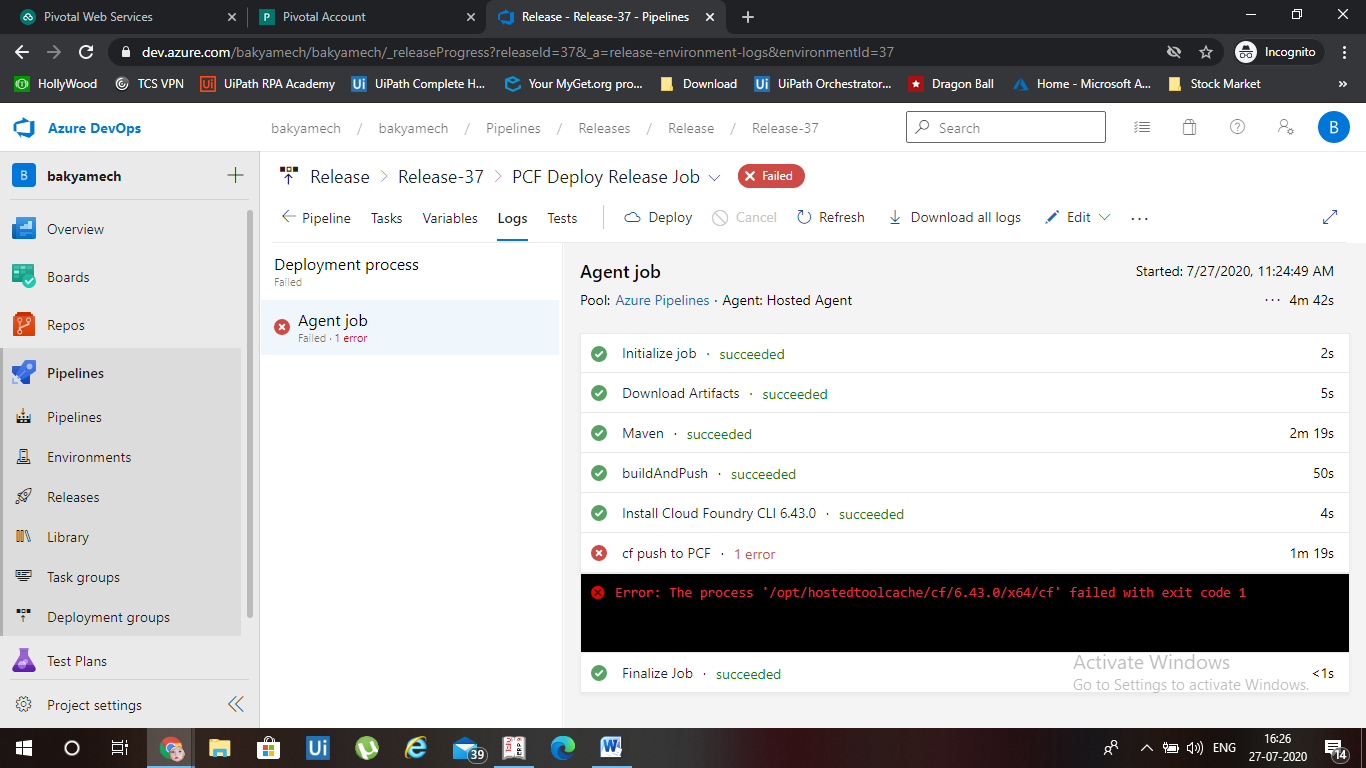 Pivotal Web Services
Pivotal Account
Release - Release-37 - Pipelines
dev.azure.com/bakyamech/bakyamech/_releaseProgress?releaseId=37&_a=release-environment-logs&environmentId=37
Incognito
HollyWood
TCS VPN
UiPath RPA Academy
UiPath Complete H...
Your MyGet.org pro...
Download
UiPath Orchestrator...
Dragon Ball
Home - Microsoft A...
Stock Market
»
Azure DevOps
bakyamech / bakyamech / Pipelines / Releases / Release / Release-37
Search
B
B bakyamech
Overview
Boards
Repos
Pipelines
Pipelines
Environments
Releases
Library
Task groups
Deployment groups
Test Plans
Project settings
Release > Release-37 > PCF Deploy Release Job
Failed
Pipeline
Tasks
Variables
Logs
Tests
Deploy
Cancel
Refresh
Download all logs
Edit
...
Deployment process
Failed
Agent job
Failed · 1 error
Agent job
Started: 7/27/2020, 11:24:49 AM
Pool: Azure Pipelines · Agent: Hosted Agent
... 4m 42s
Initialize job · succeeded 2s
Download Artifacts · succeeded 5s
Maven · succeeded 2m 19s
buildAndPush · succeeded 50s
Install Cloud Foundry CLI 6.43.0 · succeeded 4s
cf push to PCF · 1 error 1m 19s
Error: The process '/opt/hostedtoolcache/cf/6.43.0/x64/cf' failed with exit code 1
Finalize Job · succeeded <1s
Activate Windows
Go to Settings to activate Windows.
Ui
39
ENG
16:26
27-07-2020
14